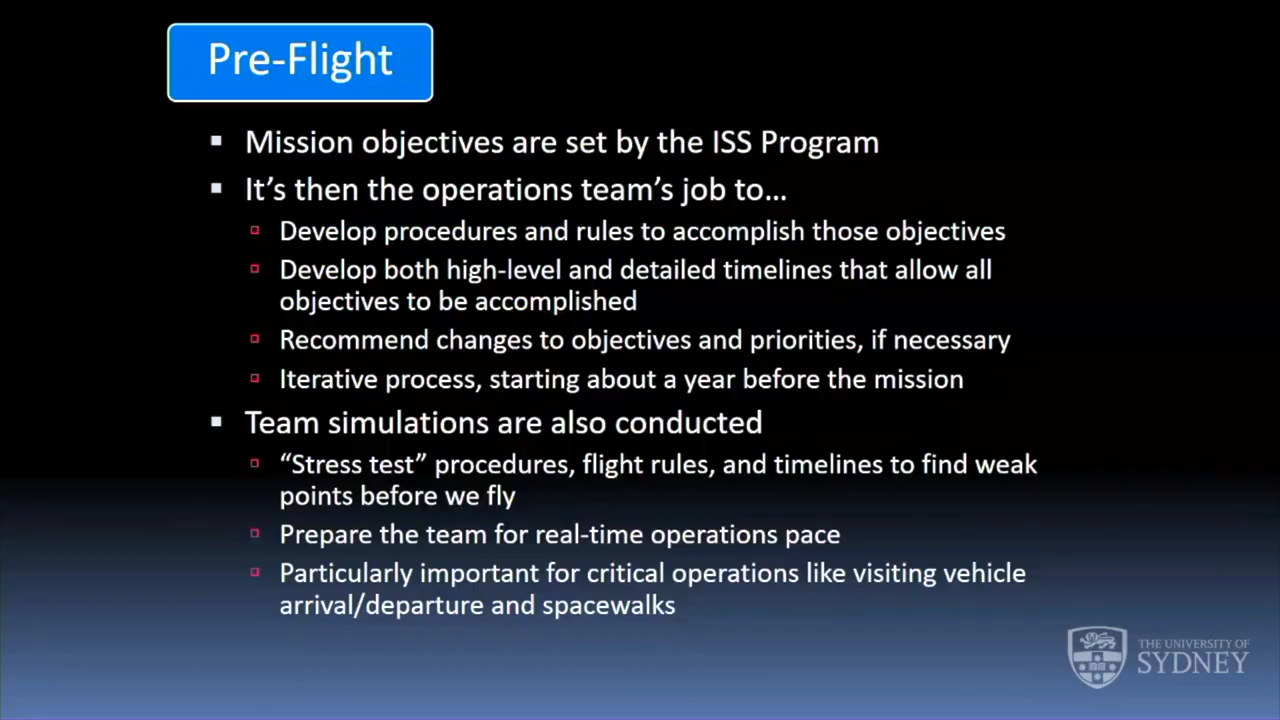 Pre-Flight
▪ Mission objectives are set by the ISS Program
▪ It’s then the operations team’s job to…
▫ Develop procedures and rules to accomplish those objectives
▫ Develop both high-level and detailed timelines that allow all
objectives to be accomplished
▫ Recommend changes to objectives and priorities, if necessary
▫ Iterative process, starting about a year before the mission
▪ Team simulations are also conducted
▫ “Stress test” procedures, flight rules, and timelines to find weak
points before we fly
▫ Prepare the team for real-time operations pace
▫ Particularly important for critical operations like visiting vehicle
arrival/departure and spacewalks
THE UNIVERSITY OF
SYDNEY